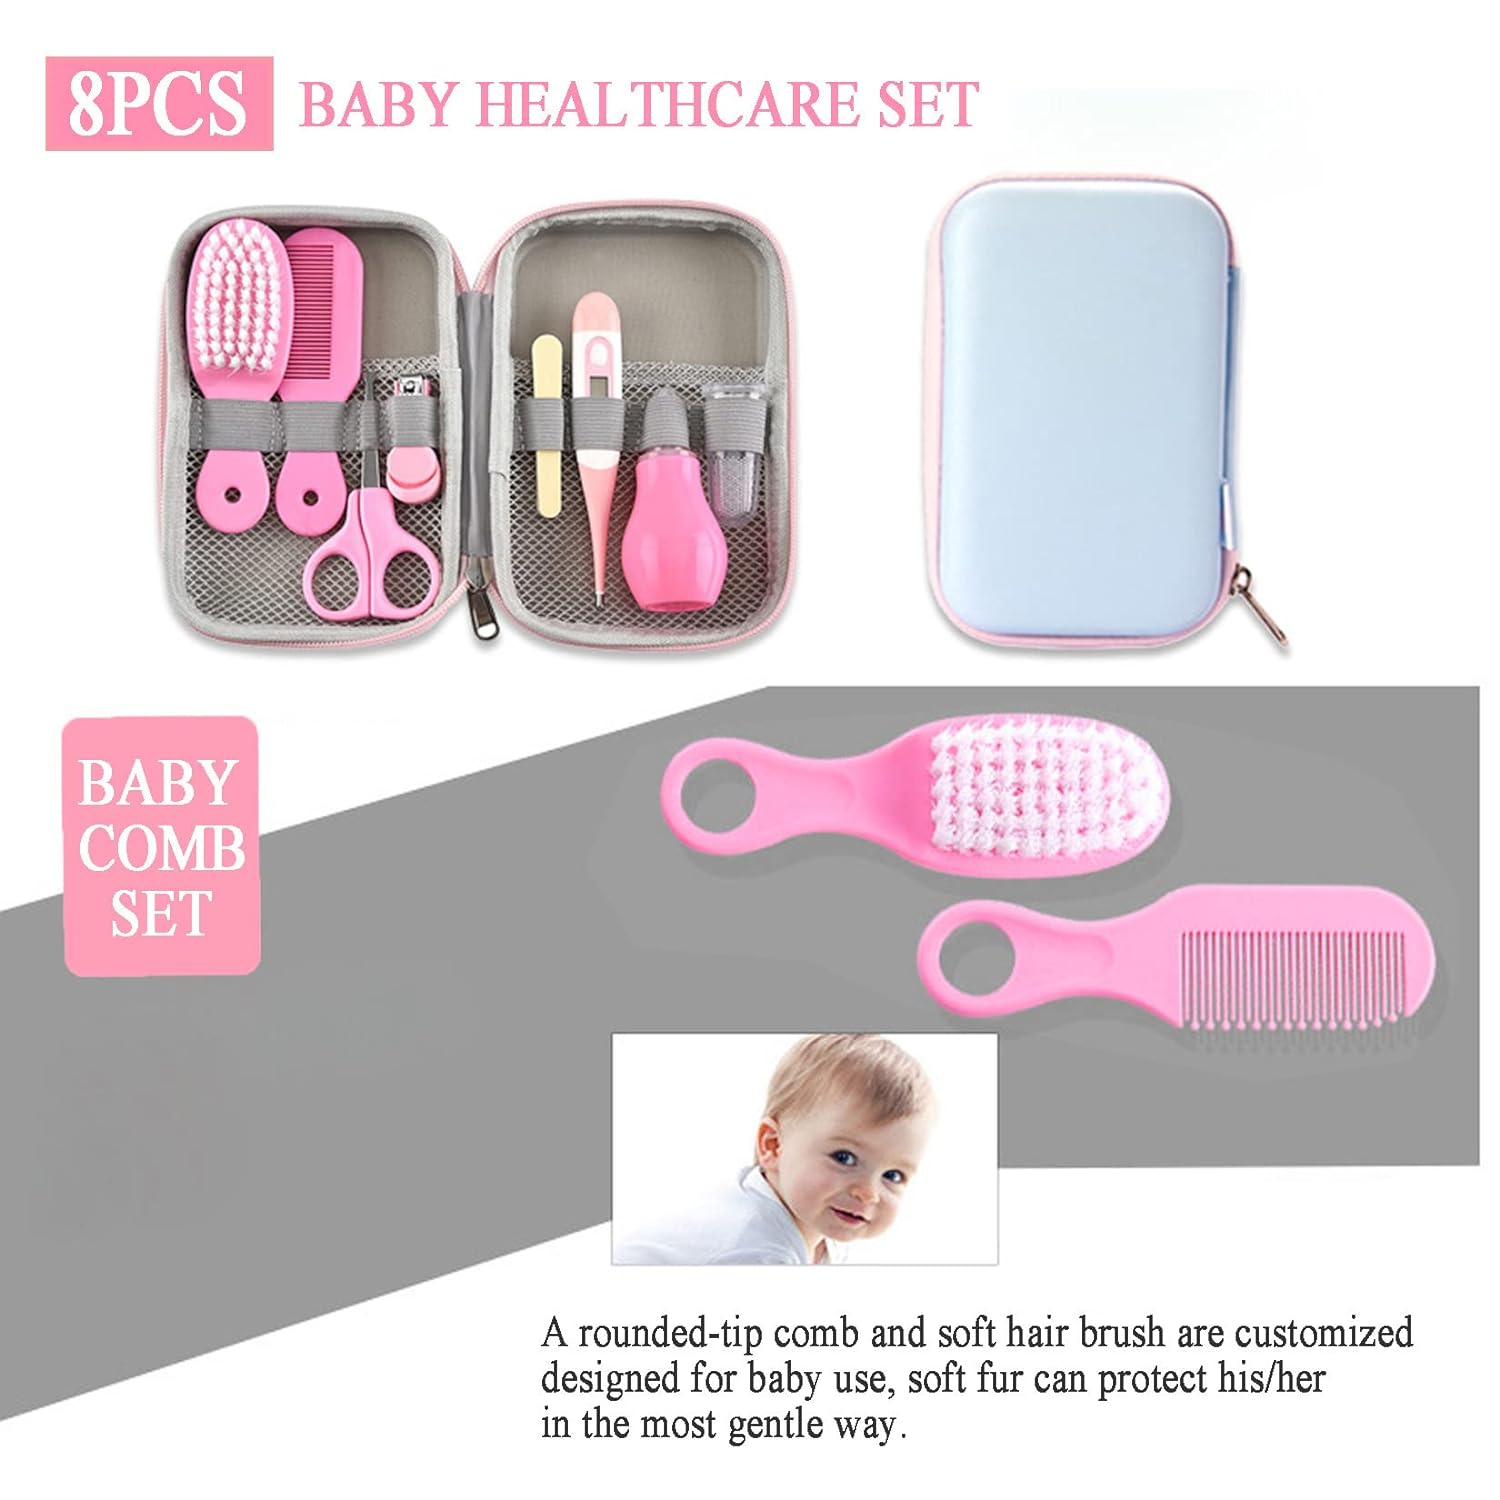 8PCS BABY HEALTHCARE SET
BABY
COMB
SET
A rounded-tip comb and soft hair brush are customized
designed for baby use, soft fur can protect his/her
in the most gentle way.